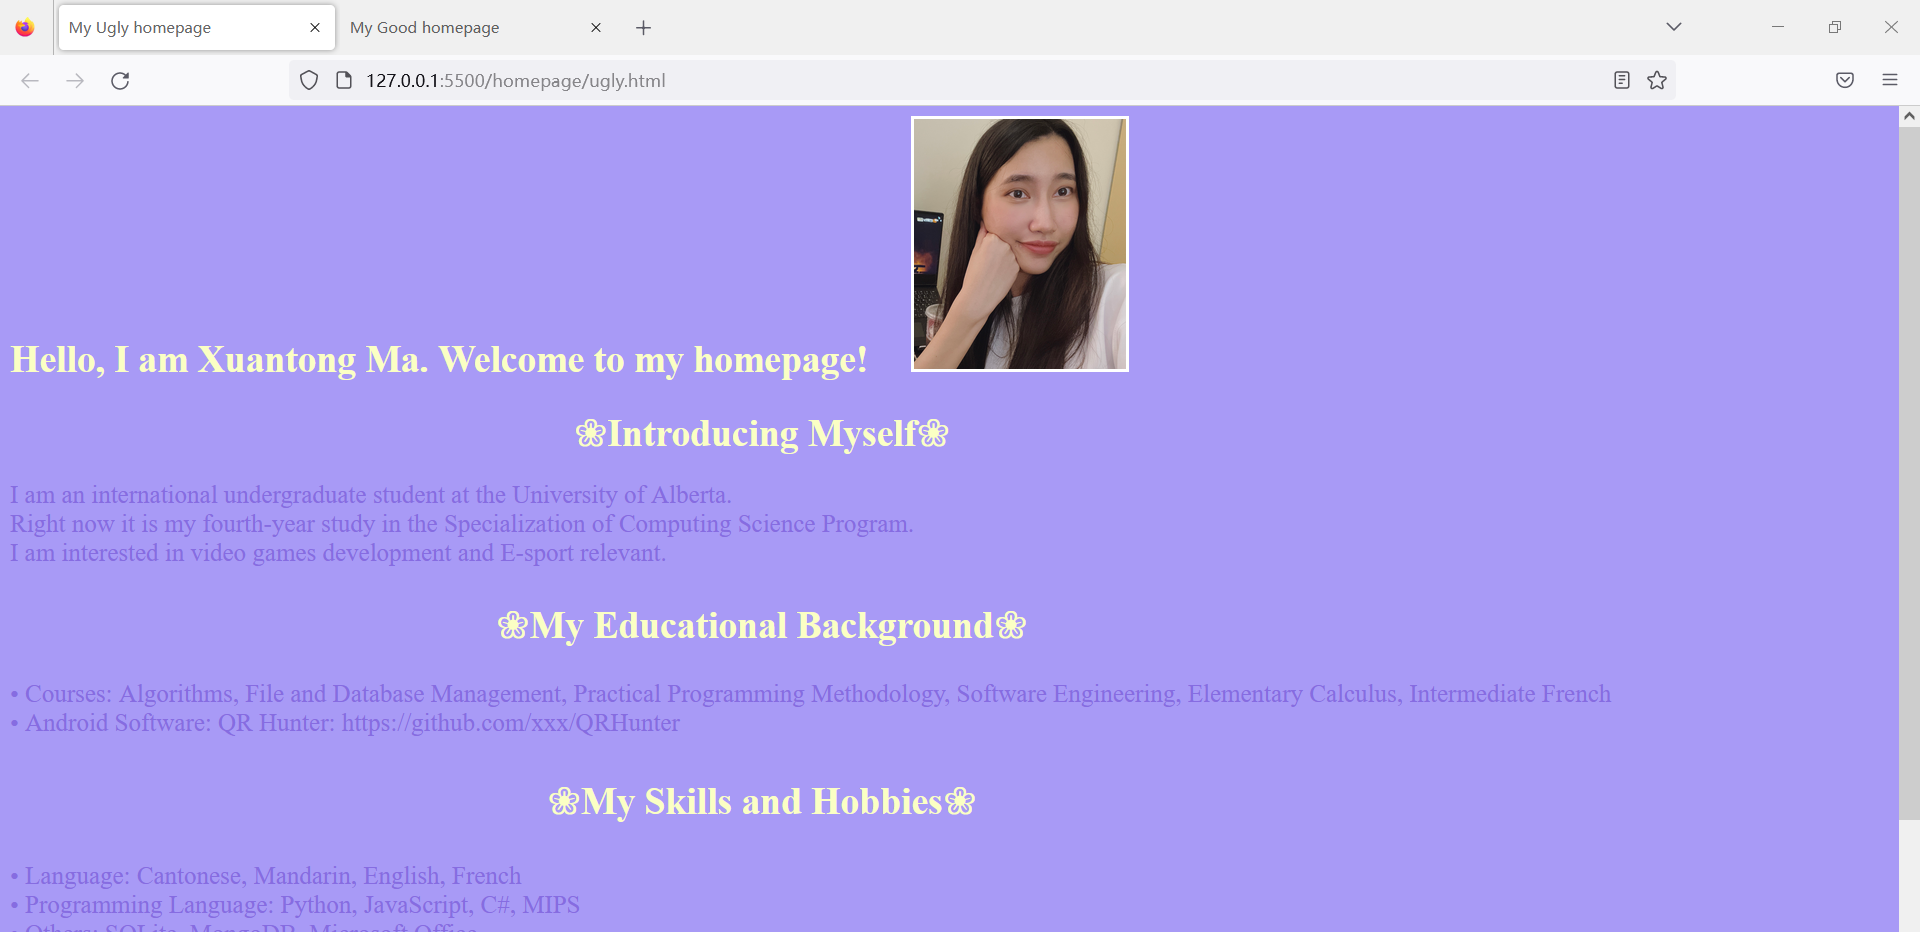 My Ugly homepage
My Good homepage
127.0.0.1:5500/homepage/ugly.html
Hello, I am Xuantong Ma. Welcome to my homepage!
❀Introducing Myself❀
I am an international undergraduate student at the University of Alberta.
Right now it is my fourth-year study in the Specialization of Computing Science Program.
I am interested in video games development and E-sport relevant.
❀My Educational Background❀
• Courses: Algorithms, File and Database Management, Practical Programming Methodology, Software Engineering, Elementary Calculus, Intermediate French
• Android Software: QR Hunter: https://github.com/xxx/QRHunter
❀My Skills and Hobbies❀
• Language: Cantonese, Mandarin, English, French
• Programming Language: Python, JavaScript, C#, MIPS
• Others: SQLite, MongoDB, Microsoft Office